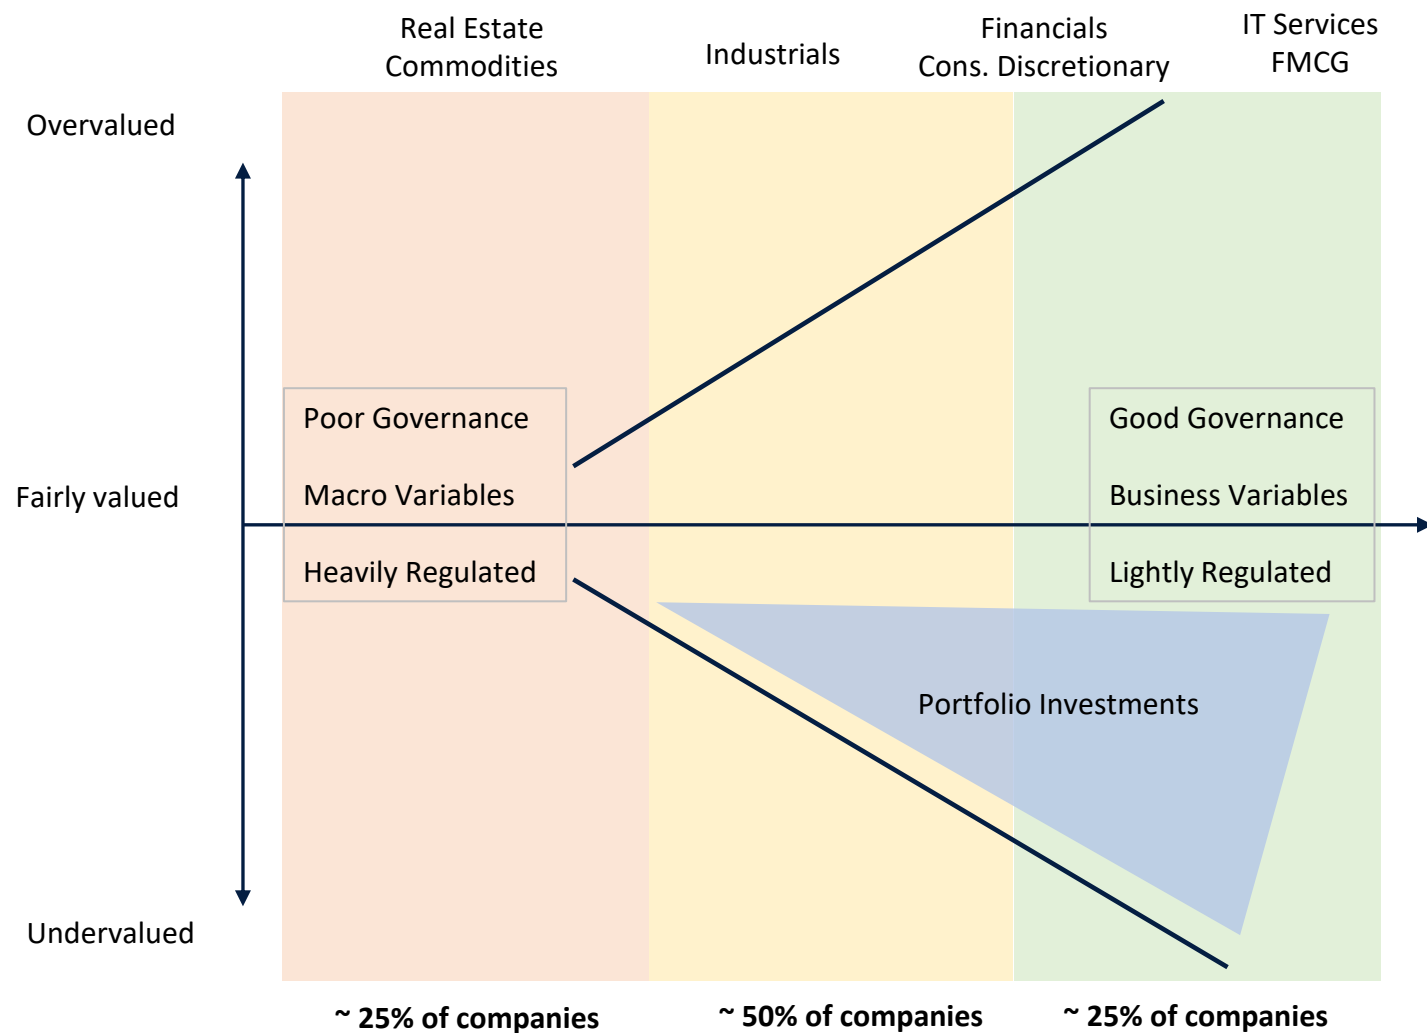 Real Estate
Commodities
Industrials
Financials
Cons. Discretionary
IT Services
FMCG
Overvalued
Poor Governance
Good Governance
Fairly valued
Macro Variables
Business Variables
Heavily Regulated
Lightly Regulated
Portfolio Investments
Undervalued
~ 25% of companies
~ 50% of companies
~ 25% of companies